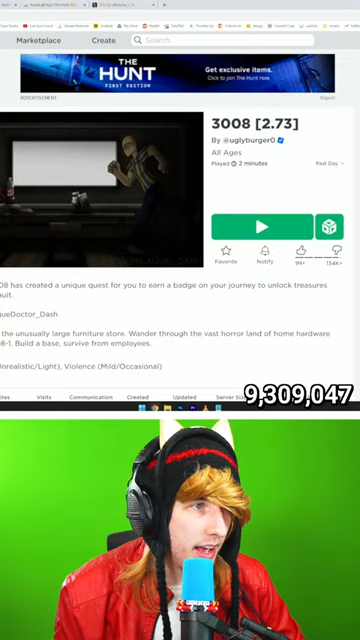 Marketplace Create Search
THE
HUNT
FIRST EDITION
Get exclusive items.
Click to join The Hunt now.
ADVERTISEMENT Report
3008 [2.73]
By @uglyburger0
All Ages
Played 2 minutes Past Day
Favorite Notify 1M+ 134K+
08 has created a unique quest for you to earn a badge on your journey to unlock treasures
ault.
gueDoctor_Dash
the unusually large furniture store. Wander through the vast horror land of home hardware
8-1. Build a base, survive from employees.
Unrealistic/Light), Violence (Mild/Occasional)
ites Visits Communication Created Updated Server Size
9,309,047